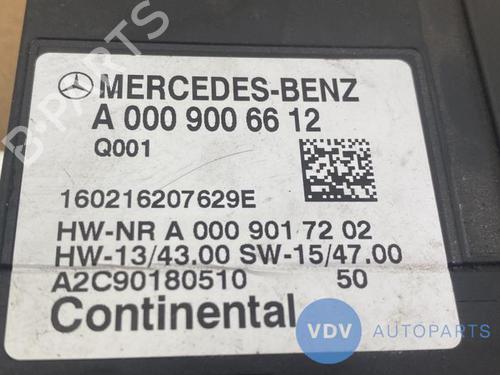 MERCEDES-BENZ
A 000 900 66 12
Q001
160216207629E
HW-NR A 000 901 72 02
HW-13/43.00 SW-15/47.00
A2C90180510 50
Continental
VDV AUTOPARTS
B-PARTS